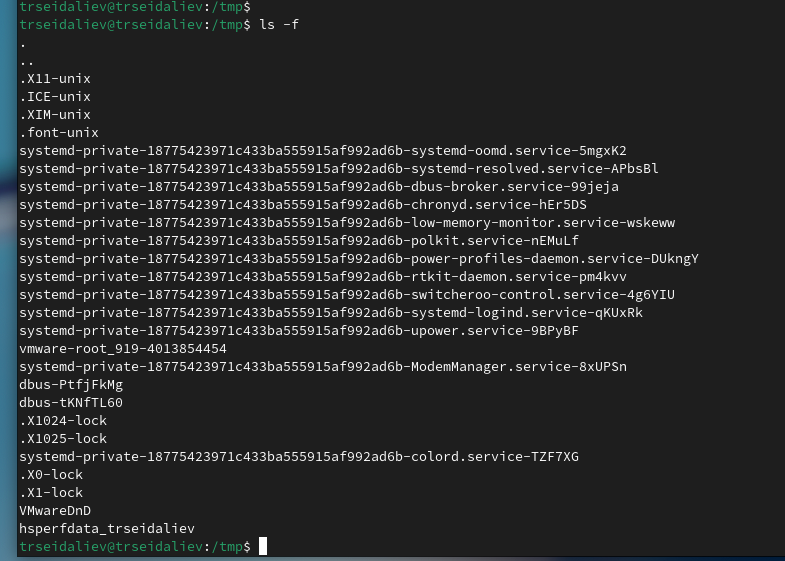 trseidaliev@trseidaliev:/tmp$
trseidaliev@trseidaliev:/tmp$ ls -f
.
..
.X11-unix
.ICE-unix
.XIM-unix
.font-unix
systemd-private-18775423971c433ba555915af992ad6b-systemd-oomd.service-5mgxK2
systemd-private-18775423971c433ba555915af992ad6b-systemd-resolved.service-APbsBl
systemd-private-18775423971c433ba555915af992ad6b-dbus-broker.service-99jeja
systemd-private-18775423971c433ba555915af992ad6b-chronyd.service-hEr5DS
systemd-private-18775423971c433ba555915af992ad6b-low-memory-monitor.service-wskeww
systemd-private-18775423971c433ba555915af992ad6b-polkit.service-nEMuLf
systemd-private-18775423971c433ba555915af992ad6b-power-profiles-daemon.service-DUkngY
systemd-private-18775423971c433ba555915af992ad6b-rtkit-daemon.service-pm4kvv
systemd-private-18775423971c433ba555915af992ad6b-switcheroo-control.service-4g6YIU
systemd-private-18775423971c433ba555915af992ad6b-systemd-logind.service-qKUxRk
systemd-private-18775423971c433ba555915af992ad6b-upower.service-9BPyBF
vmware-root_919-4013854454
systemd-private-18775423971c433ba555915af992ad6b-ModemManager.service-8xUPSn
dbus-PtfjFkMg
dbus-tKNfTL60
.X1024-lock
.X1025-lock
systemd-private-18775423971c433ba555915af992ad6b-colord.service-TZF7XG
.X0-lock
.X1-lock
VMwareDnD
hsperfdata_trseidaliev
trseidaliev@trseidaliev:/tmp$